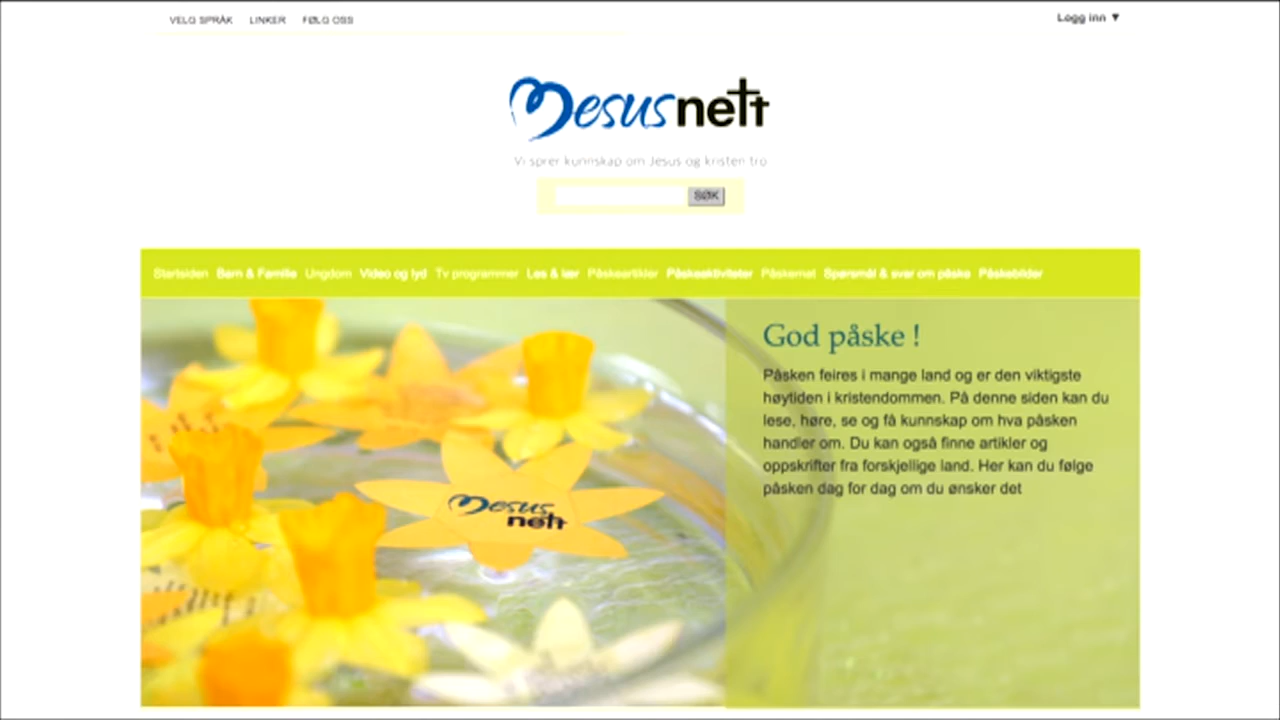 VELG SPRÅK LINKER FØLG OSS
Logg inn ▼
Jesusnett
Vi sprer kunnskap om Jesus og kristen tro
SØK
Startsiden Barn & Familie Ungdom Video og lyd Tv programmer Les & lær Påskeartikler Påskeaktiviteter Påskemat Spørsmål & svar om påske Påskebilder
God påske !
Påsken feires i mange land og er den viktigste
høytiden i kristendommen. På denne siden kan du
lese, høre, se og få kunnskap om hva påsken
handler om. Du kan også finne artikler og
oppskrifter fra forskjellige land. Her kan du følge
påsken dag for dag om du ønsker det
Jesus
nett